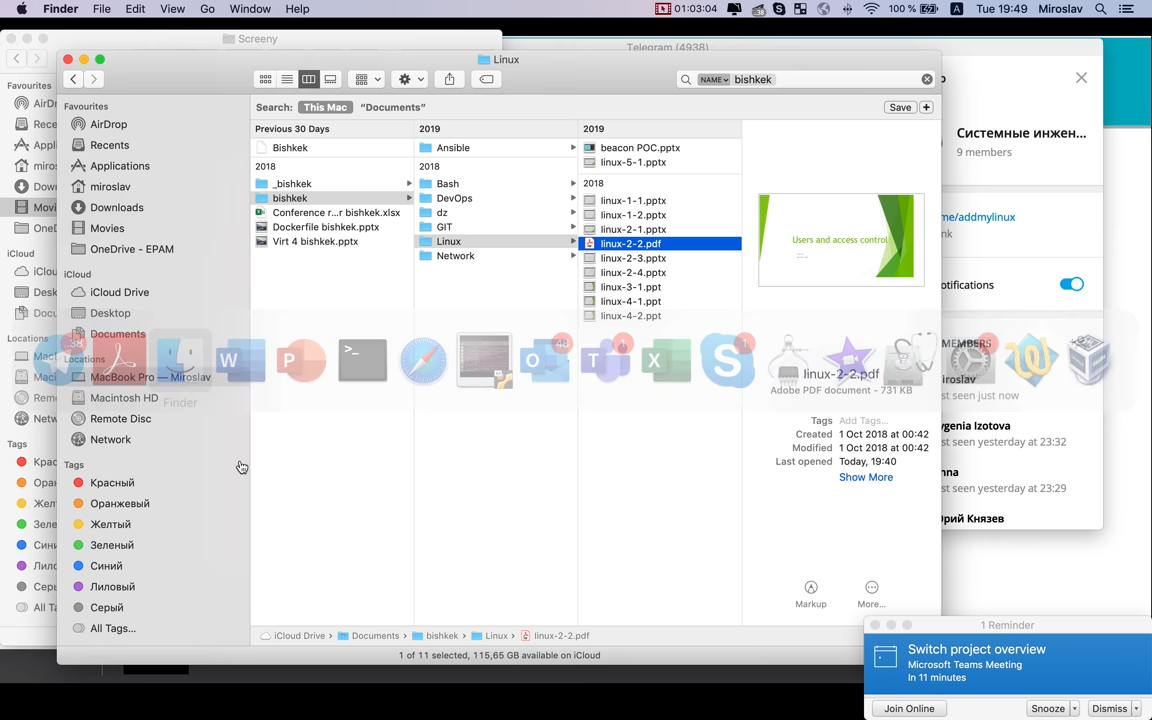 Finder File Edit View Go Window Help 38 01:03:04 100 % A Tue 19:49 Miroslav
Screeny
Telegram (4938)
Favourites
Linux
NAME bishkek
Search: This Mac "Documents" Save +
Favourites
AirDrop
Recents
Applications
miroslav
Downloads
Movies
OneDrive - EPAM
iCloud
iCloud Drive
Desktop
Documents
Locations
MacBook Pro — Miroslav
Macintosh HD
Remote Disc
Network
Tags
Красный
Оранжевый
Желтый
Зеленый
Синий
Лиловый
Серый
All Tags...
Previous 30 Days
Bishkek
2018
_bishkek
bishkek
Conference r...r bishkek.xlsx
Dockerfile bishkek.pptx
Virt 4 bishkek.pptx
2019
Ansible
2018
Bash
DevOps
dz
GIT
Linux
Network
2019
beacon POC.pptx
linux-5-1.pptx
2018
linux-1-1.pptx
linux-1-2.pptx
linux-2-1.pptx
linux-2-2.pdf
linux-2-3.pptx
linux-2-4.pptx
linux-3-1.ppt
linux-4-1.ppt
linux-4-2.ppt
Users and access control
Finder
linux-2-2.pdf
Adobe PDF document - 731 KB
Tags Add Tags...
Created 1 Oct 2018 at 00:42
Modified 1 Oct 2018 at 00:42
Last opened Today, 19:40
Show More
Markup More...
iCloud Drive › Documents › bishkek › Linux › linux-2-2.pdf
1 of 11 selected, 115,65 GB available on iCloud
Системные инжен...
9 members
me/addmylinux
MEMBERS
st seen just now
Izotova
st seen yesterday at 23:32
st seen yesterday at 23:29
Князев
1 Reminder
Switch project overview
Microsoft Teams Meeting
In 11 minutes
Join Online Snooze Dismiss